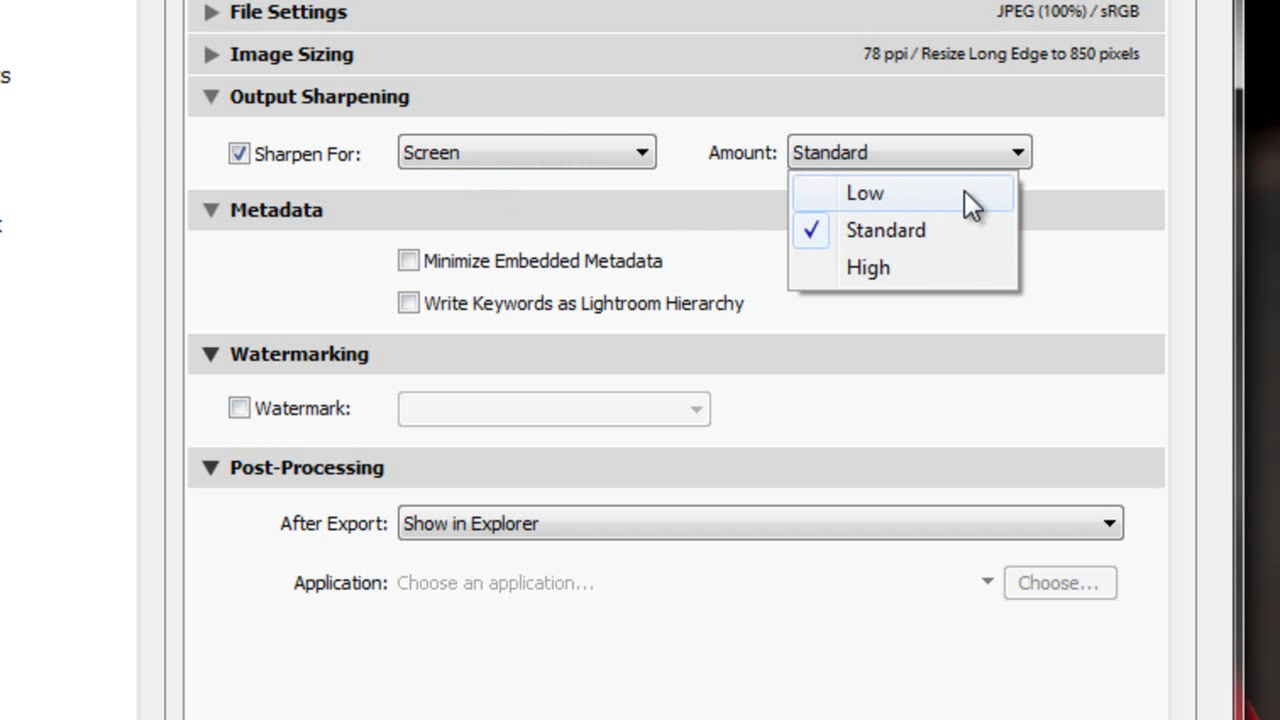 File Settings JPEG (100%) / sRGB
Image Sizing 78 ppi / Resize Long Edge to 850 pixels
Output Sharpening
Sharpen For: Screen Amount: Standard
Low
Standard
High
Metadata
Minimize Embedded Metadata
Write Keywords as Lightroom Hierarchy
Watermarking
Watermark:
Post-Processing
After Export: Show in Explorer
Application: Choose an application... Choose...